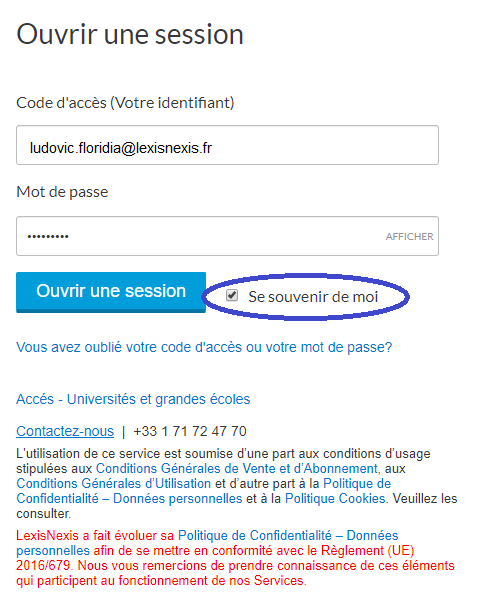 Ouvrir une session
Code d'accès (Votre identifiant)
ludovic.floridia@lexisnexis.fr
Mot de passe
•••••••••
AFFICHER
Ouvrir une session
Se souvenir de moi
Vous avez oublié votre code d'accès ou votre mot de passe?
Accés - Universités et grandes écoles
Contactez-nous | +33 1 71 72 47 70
L'utilisation de ce service est soumise d'une part aux conditions d'usage
stipulées aux Conditions Générales de Vente et d'Abonnement, aux
Conditions Générales d'Utilisation et d'autre part à la Politique de
Confidentialité – Données personnelles et à la Politique Cookies. Veuillez les
consulter.
LexisNexis a fait évoluer sa Politique de Confidentialité – Données
personnelles afin de se mettre en conformité avec le Règlement (UE)
2016/679. Nous vous remercions de prendre connaissance de ces éléments
qui participent au fonctionnement de nos Services.